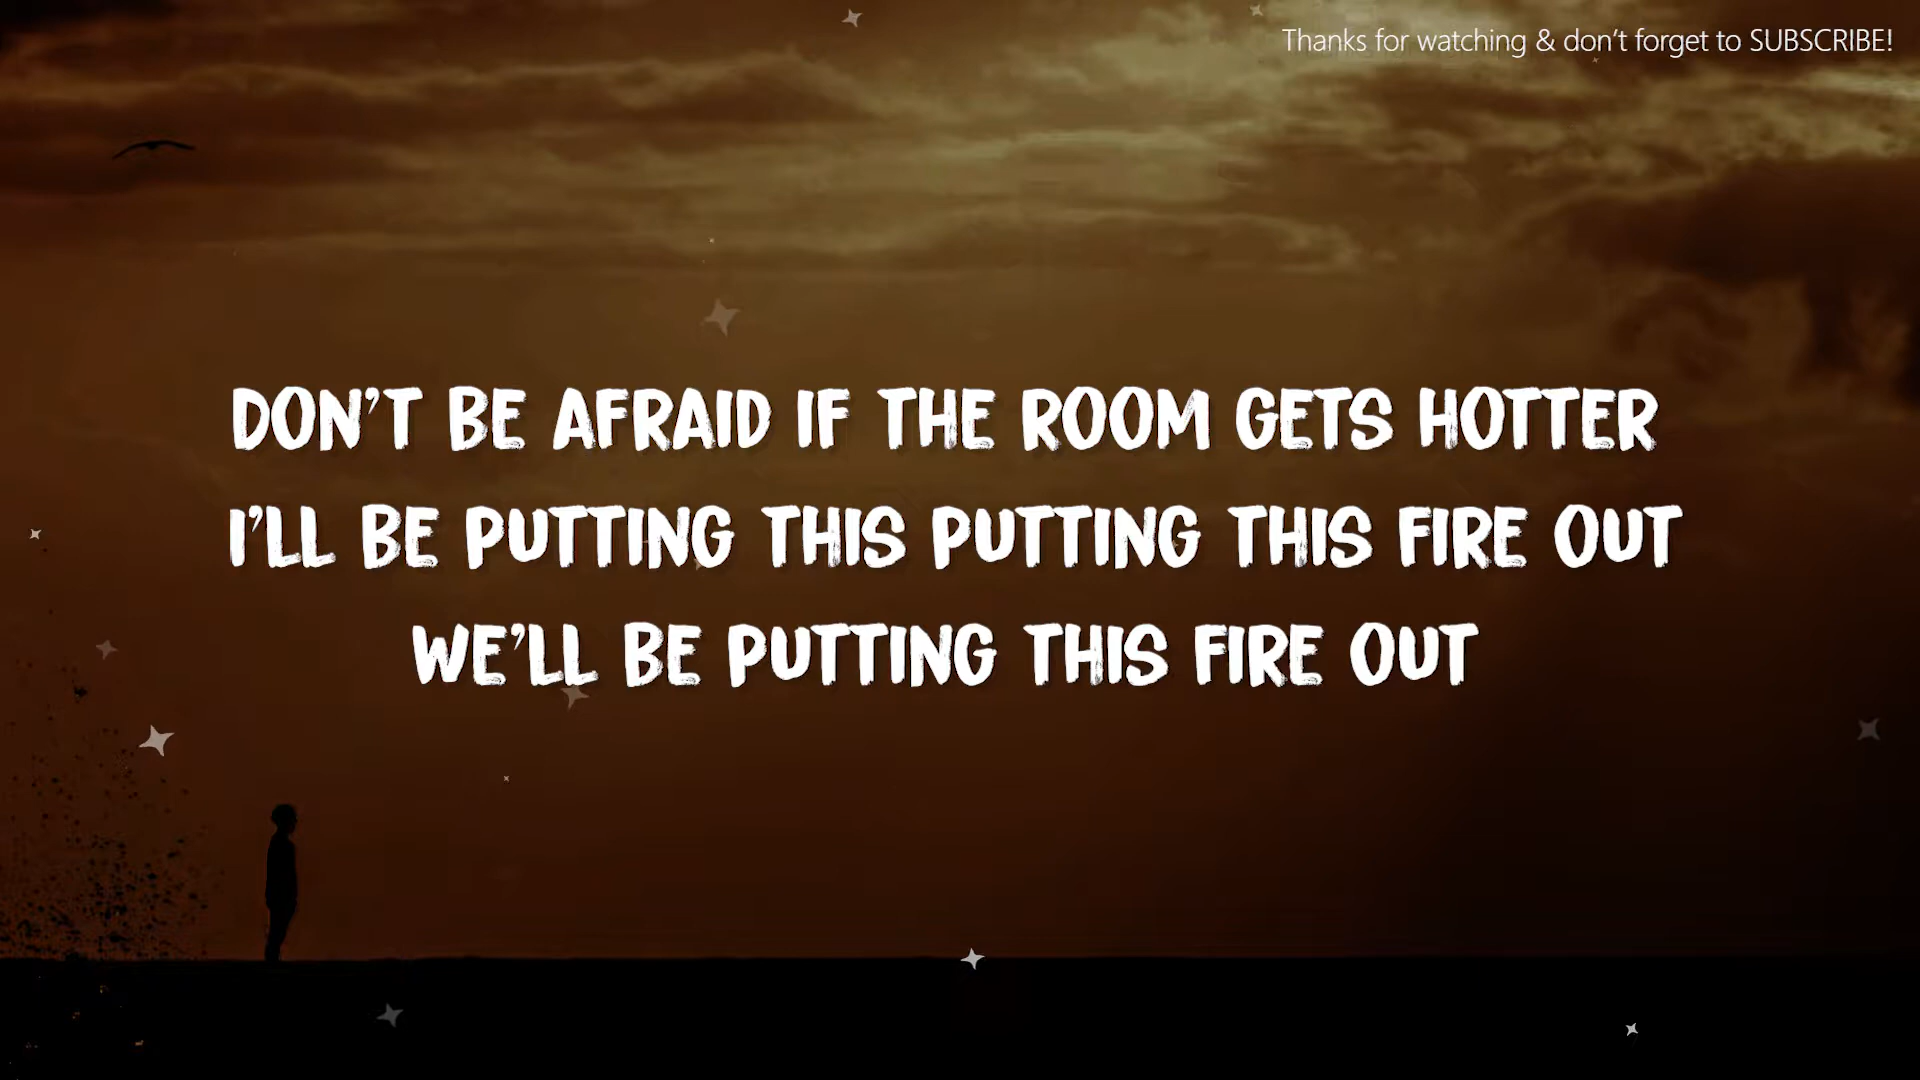 Thanks for watching & don't forget to SUBSCRIBE!
DON'T BE AFRAID IF THE ROOM GETS HOTTER
I'LL BE PUTTING THIS PUTTING THIS FIRE OUT
WE'LL BE PUTTING THIS FIRE OUT